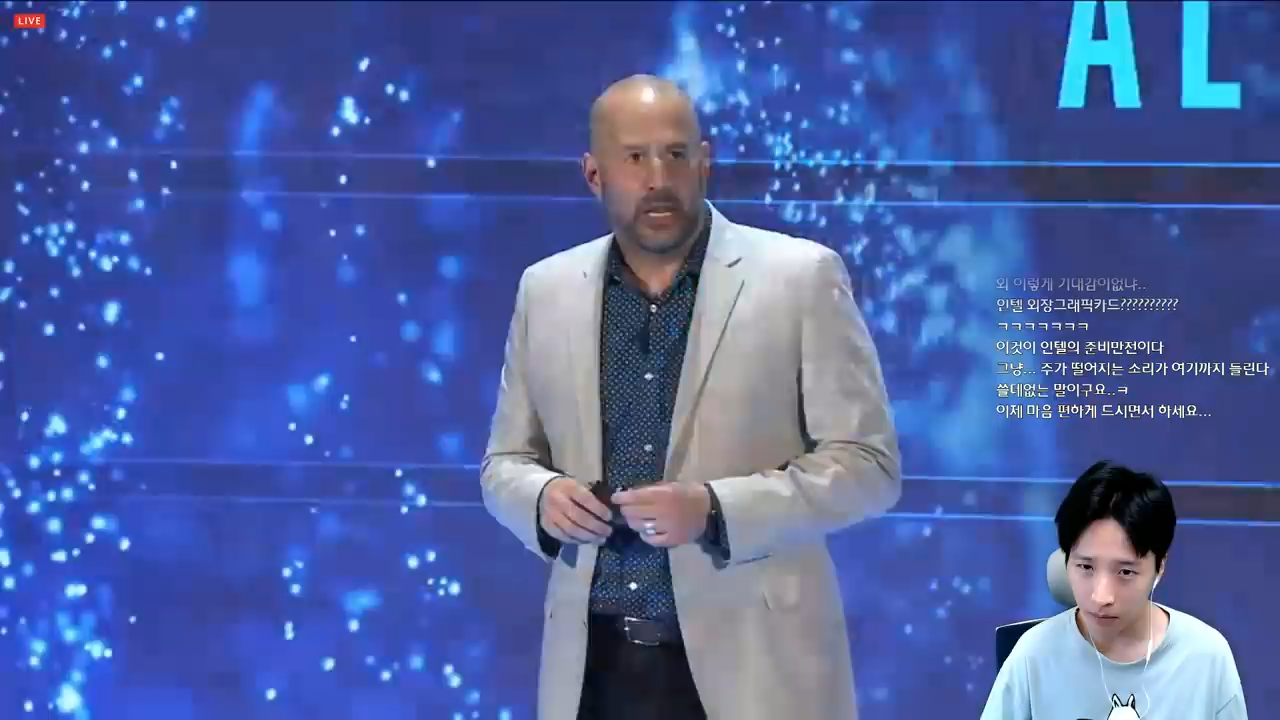 LIVE
AL
외 이렇게 기대감이없냐..
인텔 외장그래픽카드??????????
ㅋㅋㅋㅋㅋㅋㅋ
이것이 인텔의 준비만전이다
그냥... 주가 떨어지는 소리가 여기까지 들린다
쓸데없는 말이구요..ㅋ
이제 마음 편하게 드시면서 하세요...